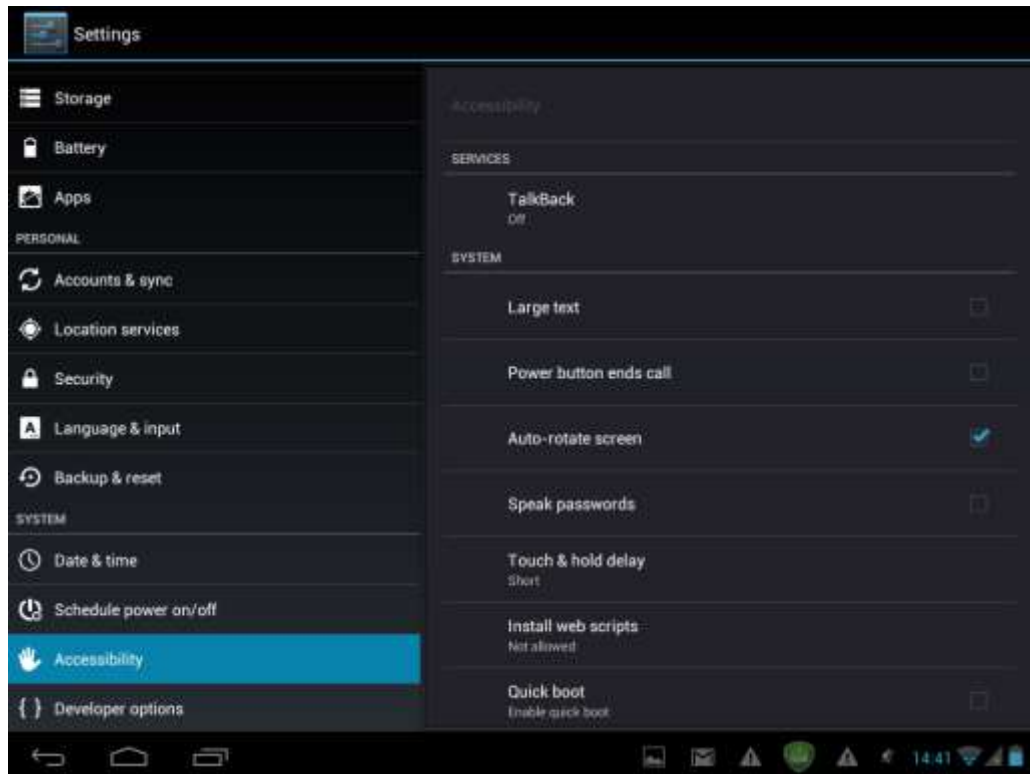 Settings
Storage
Battery
Apps
PERSONAL
Accounts & sync
Location services
Security
Language & input
Backup & reset
SYSTEM
Date & time
Schedule power on/off
Accessibility
{ } Developer options
Accessibility
SERVICES
TalkBack
Off
SYSTEM
Large text
Power button ends call
Auto-rotate screen
Speak passwords
Touch & hold delay
Short
Install web scripts
Not allowed
Quick boot
Enable quick boot
14:41